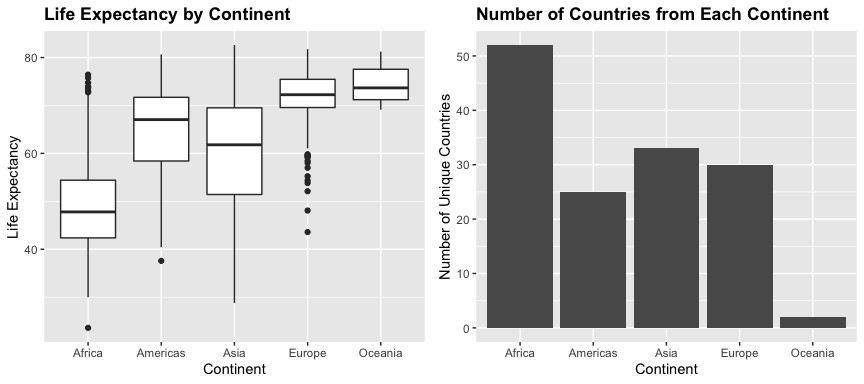 Life Expectancy by Continent
Life Expectancy
80
60
40
Africa Americas Asia Europe Oceania
Continent
Number of Countries from Each Continent
Number of Unique Countries
50
40
30
20
10
0
Africa Americas Asia Europe Oceania
Continent